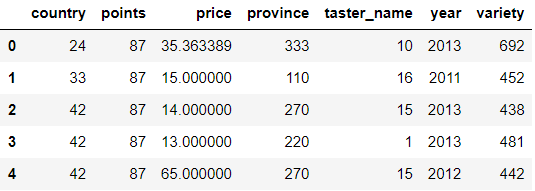 country points price province taster_name year variety
0 24 87 35.363389 333 10 2013 692
1 33 87 15.000000 110 16 2011 452
2 42 87 14.000000 270 15 2013 438
3 42 87 13.000000 220 1 2013 481
4 42 87 65.000000 270 15 2012 442